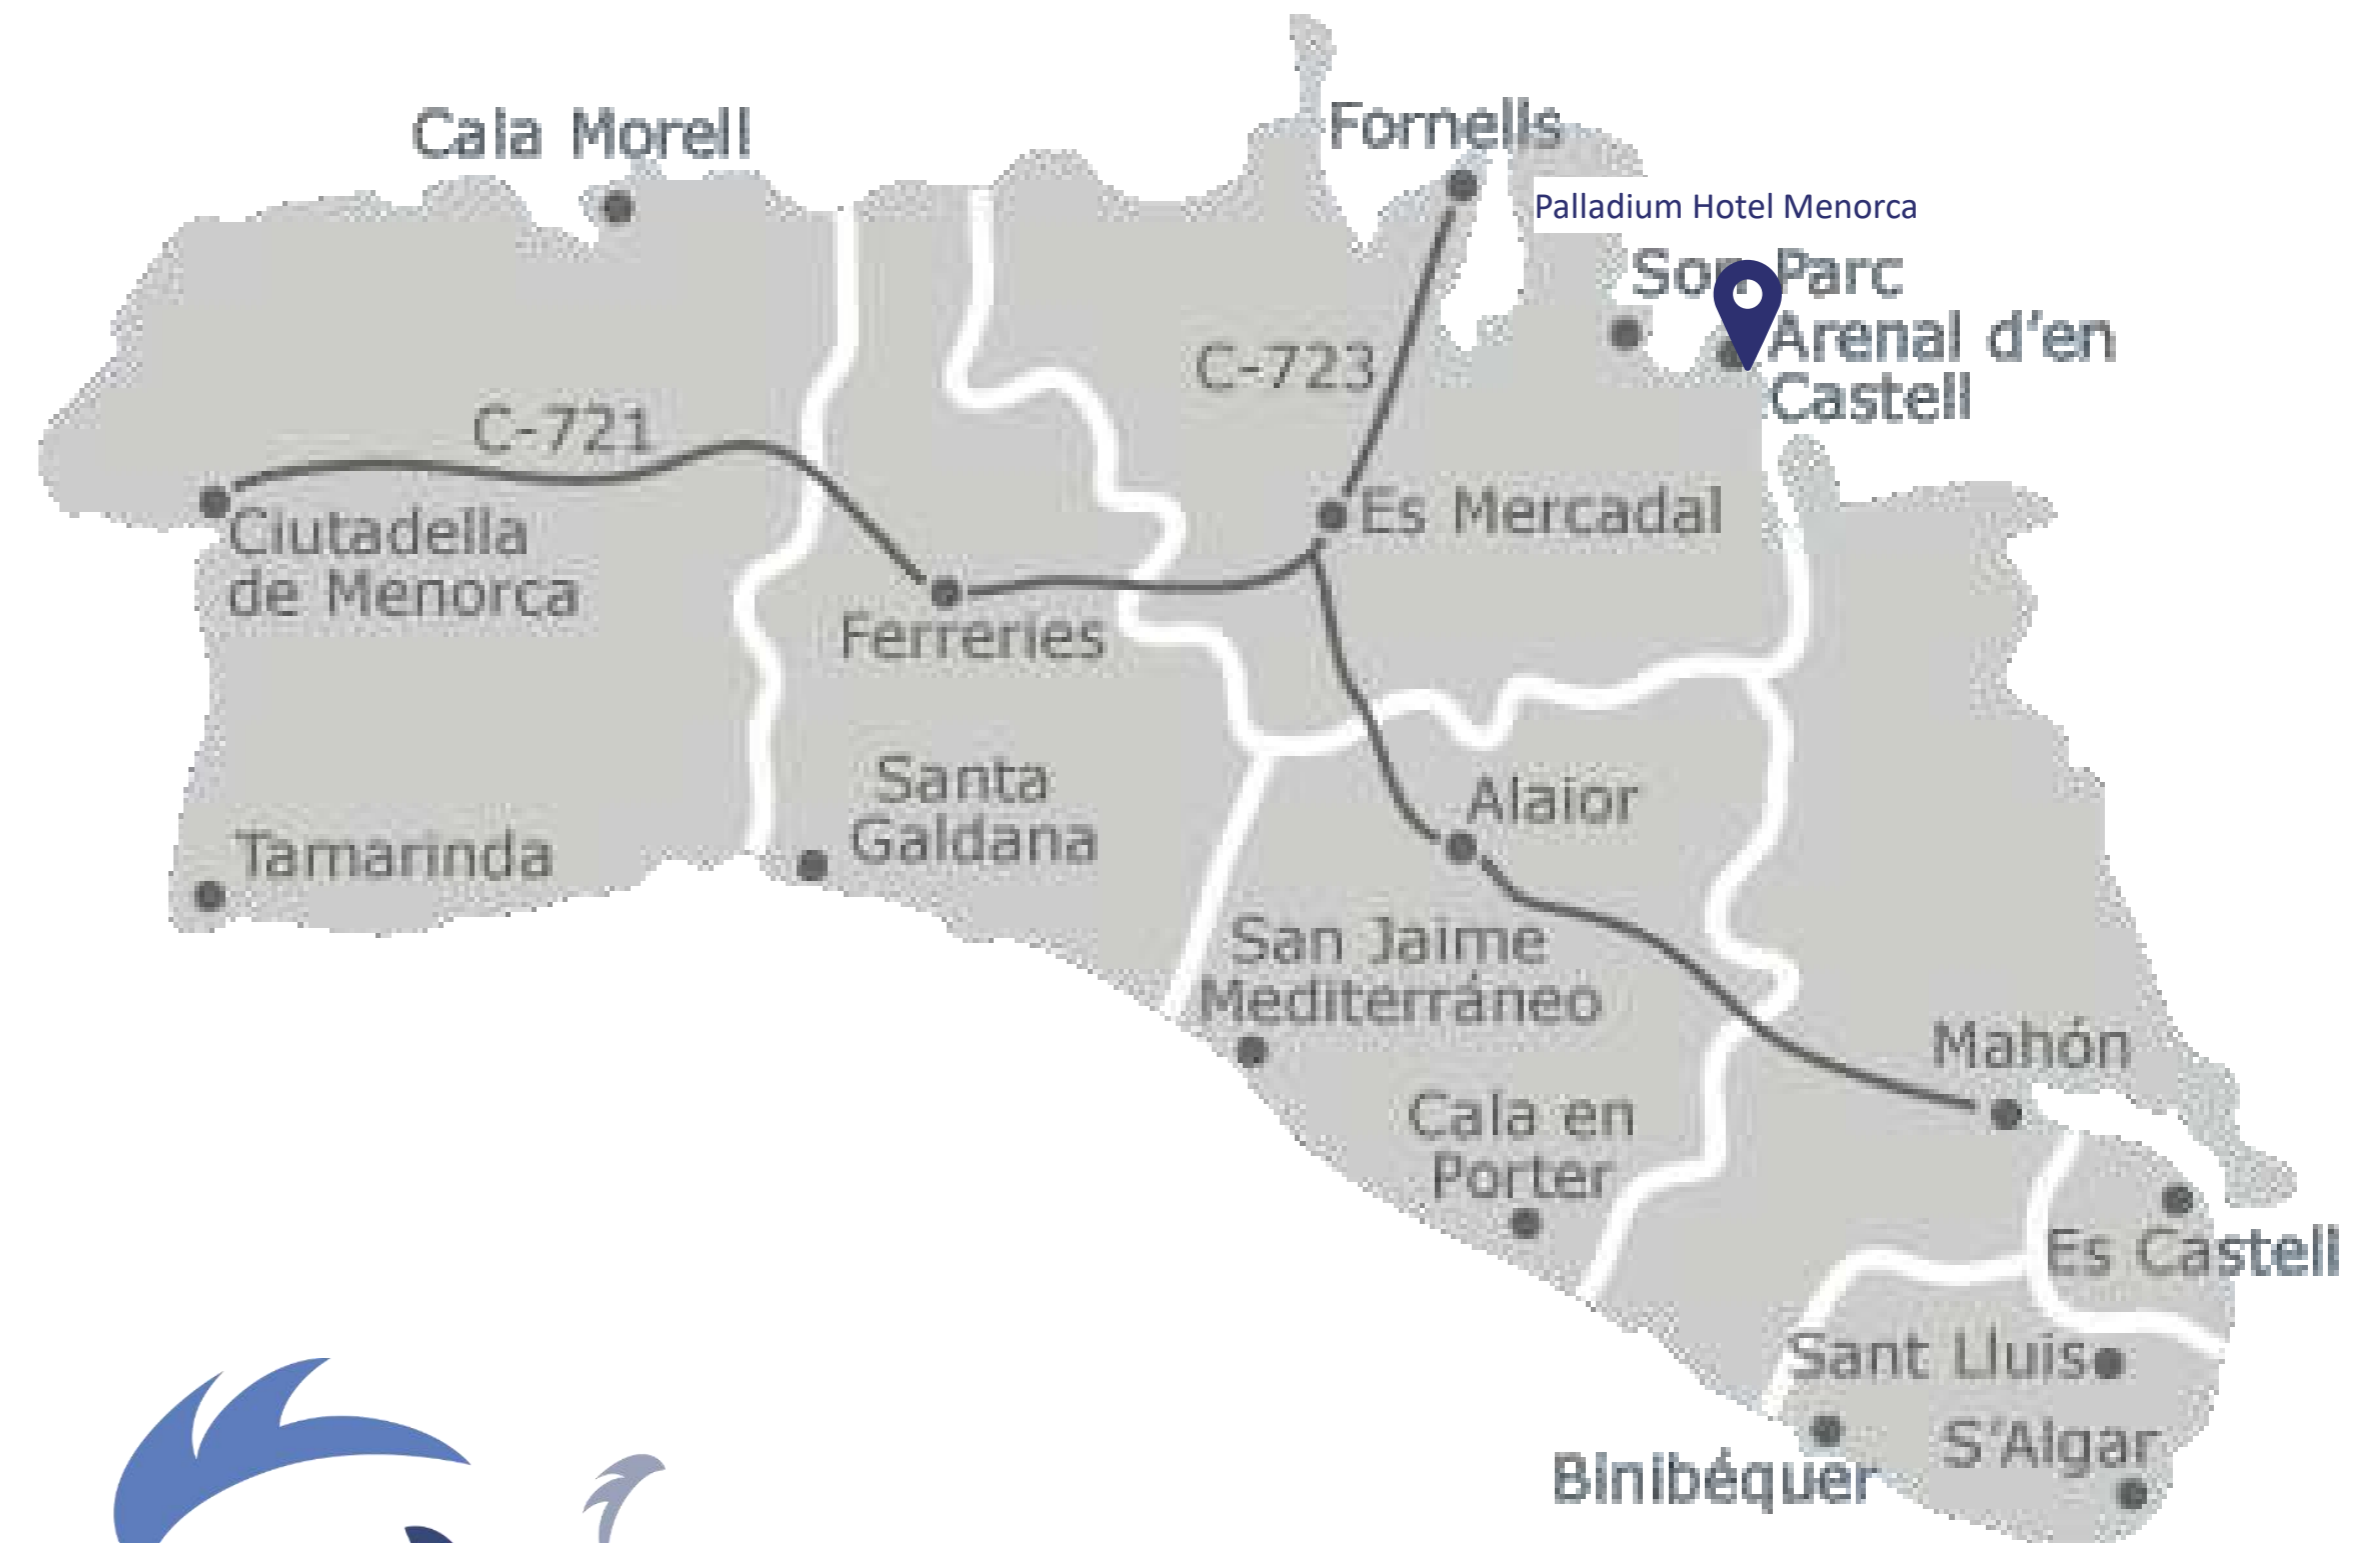 Cala Morell
Fornells
Palladium Hotel Menorca
Son Parc
Arenal d'en
Castell
C-723
C-721
Es Mercadal
Ciutadella
de Menorca
Ferreries
Santa
Galdana
Alaior
Tamarinda
San Jaime
Mediterráneo
Mahón
Cala en
Porter
Es Castell
Sant Lluis
S'Algar
Binibéquer